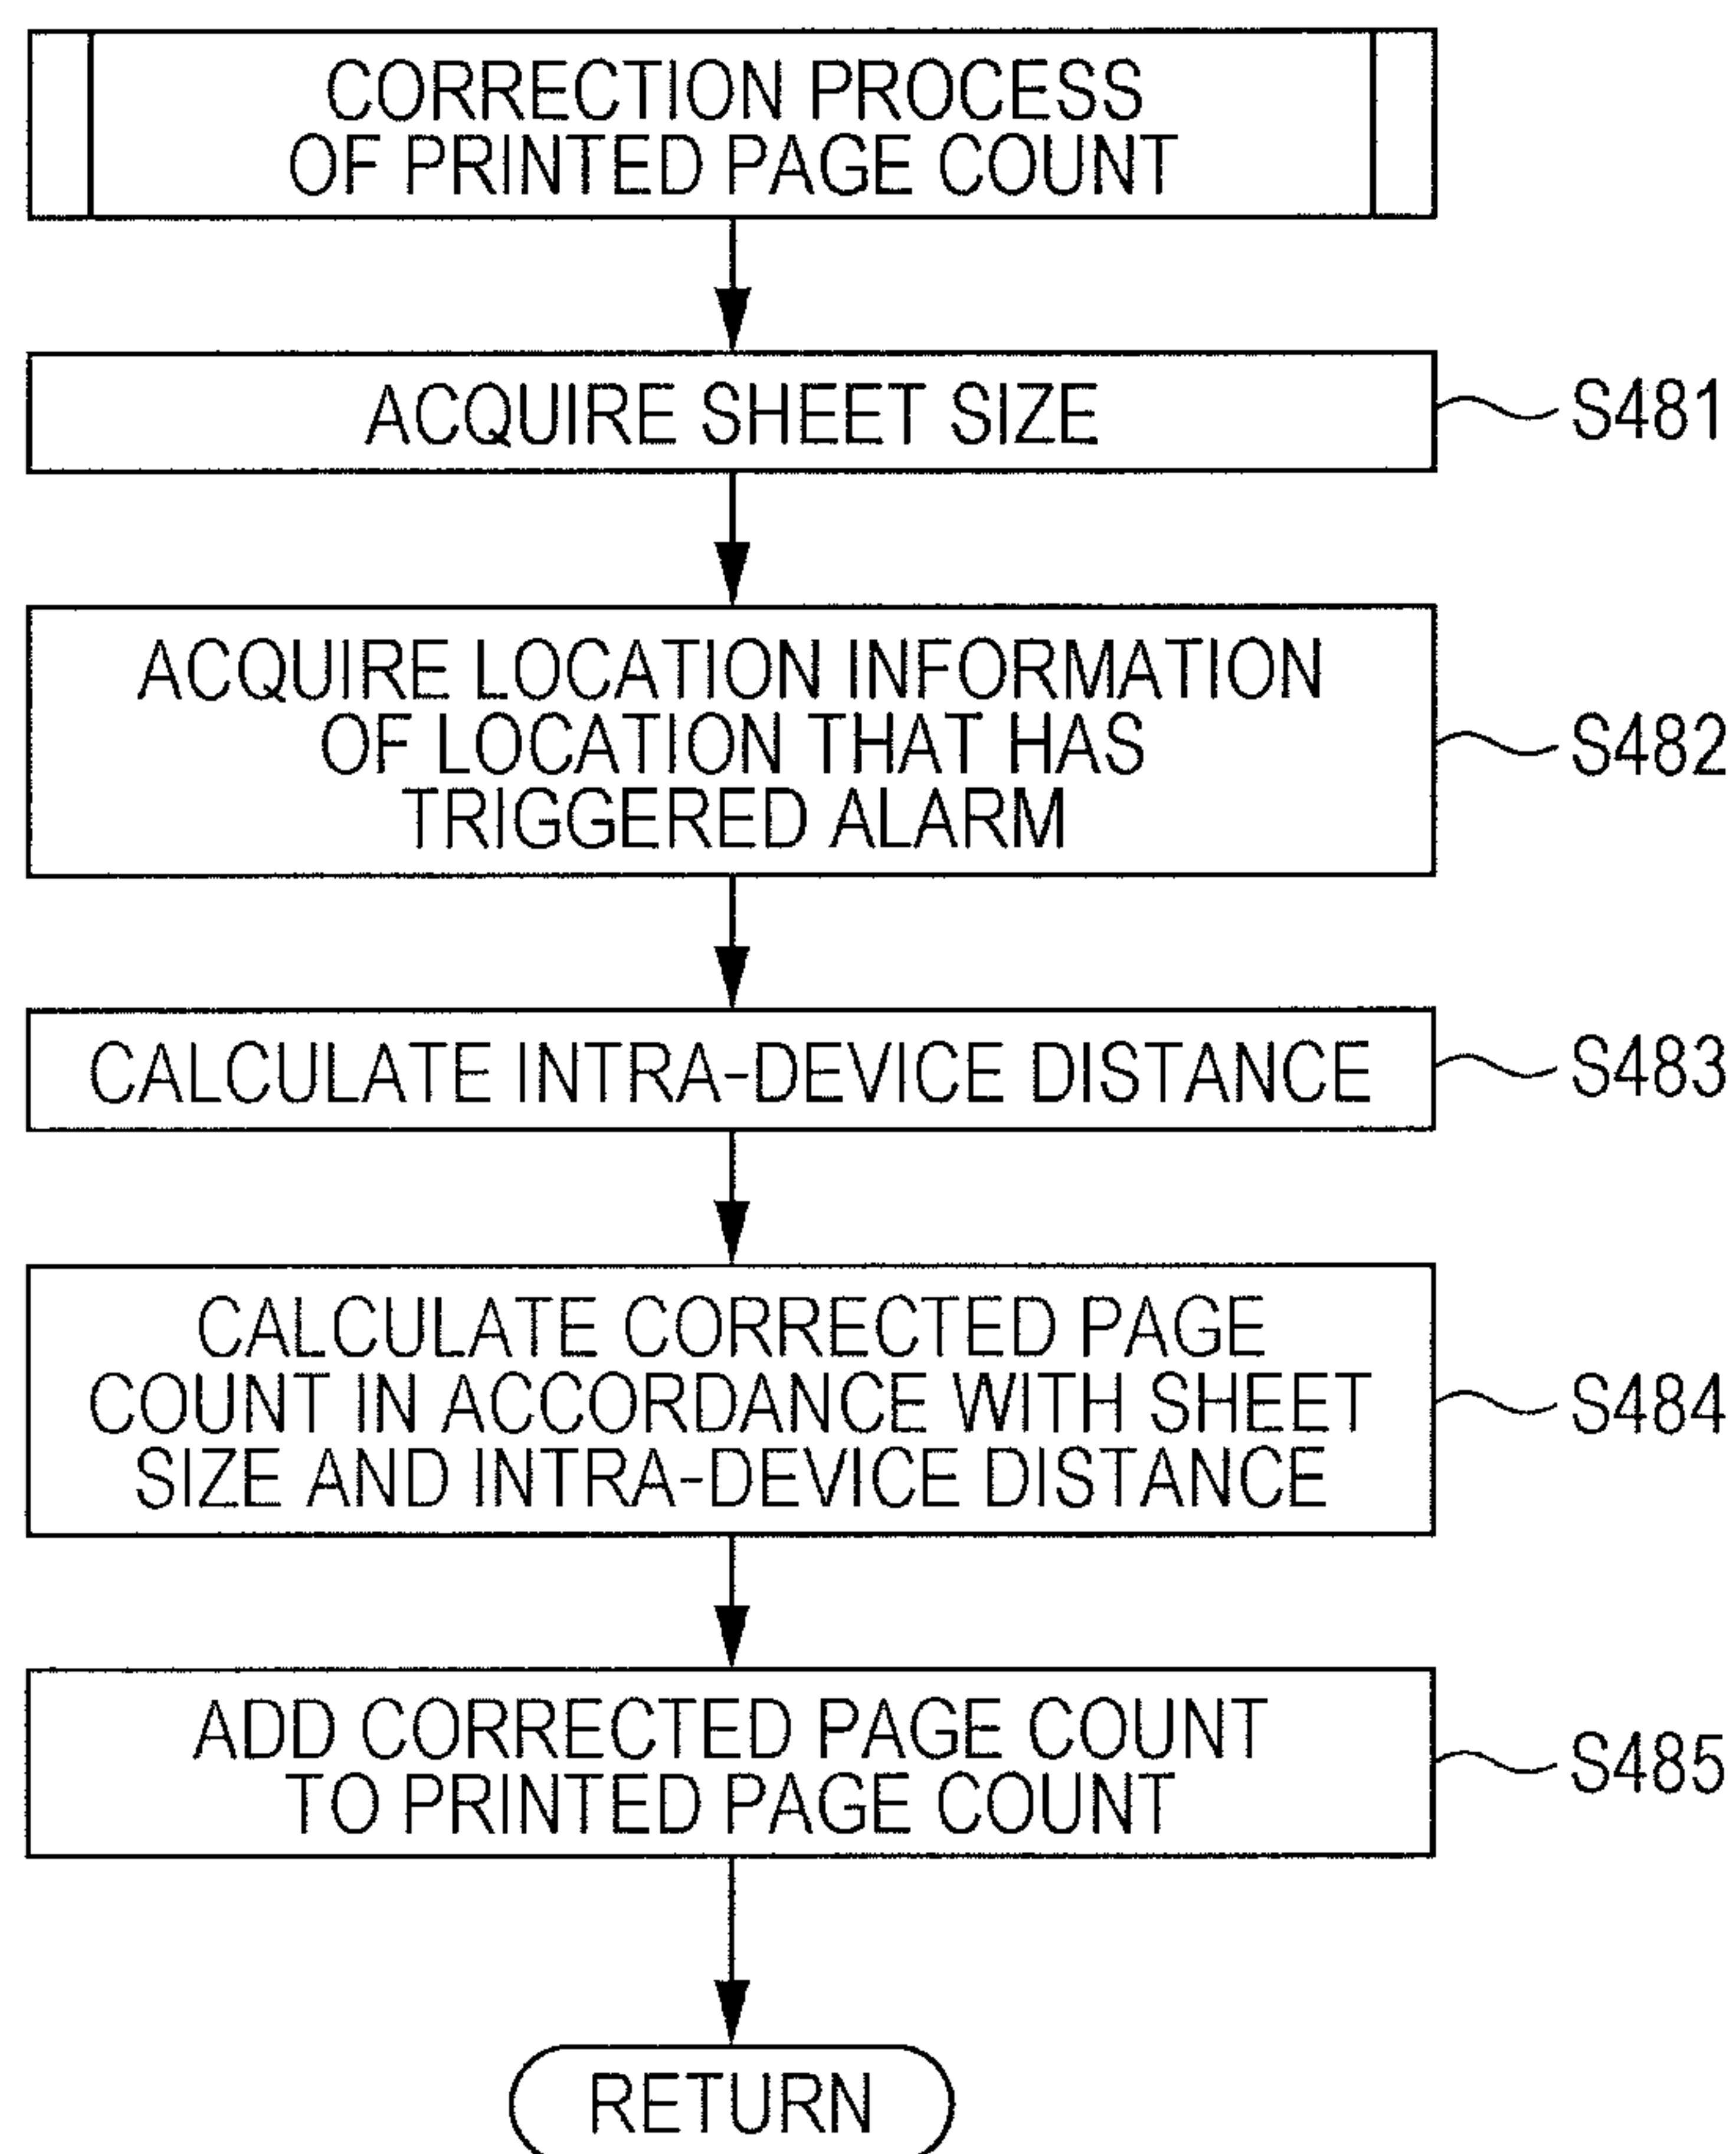 CORRECTION PROCESS
OF PRINTED PAGE COUNT
ACQUIRE SHEET SIZE
S481
ACQUIRE LOCATION INFORMATION
OF LOCATION THAT HAS
TRIGGERED ALARM
S482
CALCULATE INTRA-DEVICE DISTANCE
S483
CALCULATE CORRECTED PAGE
COUNT IN ACCORDANCE WITH SHEET
SIZE AND INTRA-DEVICE DISTANCE
S484
ADD CORRECTED PAGE COUNT
TO PRINTED PAGE COUNT
S485
RETURN